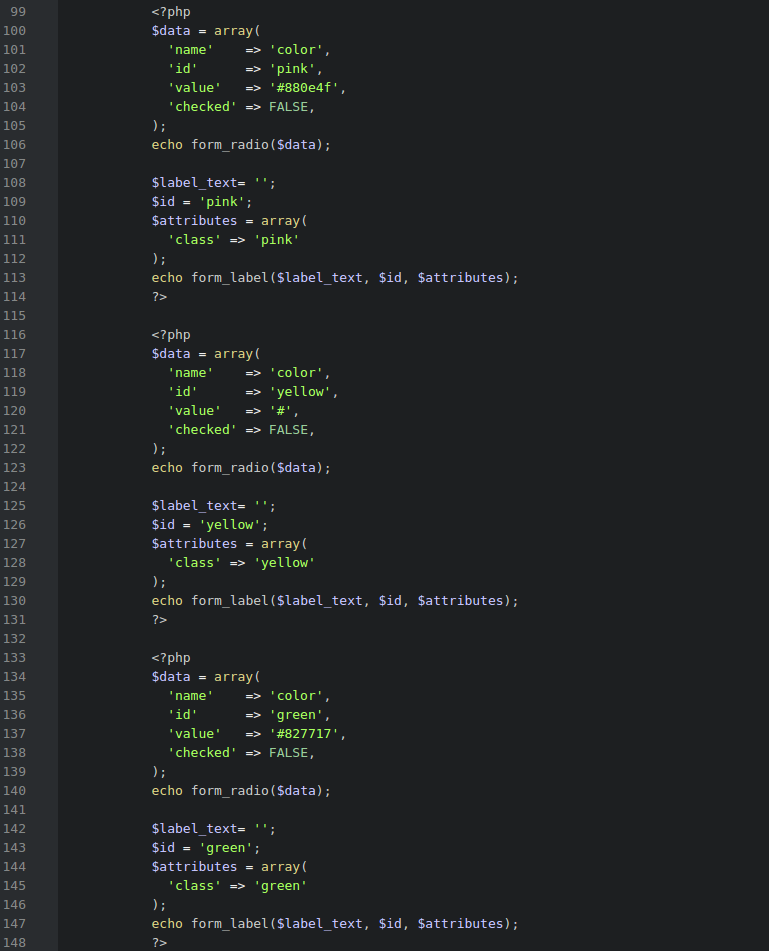 99 <?php
100 $data = array(
101 'name' => 'color',
102 'id' => 'pink',
103 'value' => '#880e4f',
104 'checked' => FALSE,
105 );
106 echo form_radio($data);
107
108 $label_text= '';
109 $id = 'pink';
110 $attributes = array(
111 'class' => 'pink'
112 );
113 echo form_label($label_text, $id, $attributes);
114 ?>
115
116 <?php
117 $data = array(
118 'name' => 'color',
119 'id' => 'yellow',
120 'value' => '#',
121 'checked' => FALSE,
122 );
123 echo form_radio($data);
124
125 $label_text= '';
126 $id = 'yellow';
127 $attributes = array(
128 'class' => 'yellow'
129 );
130 echo form_label($label_text, $id, $attributes);
131 ?>
132
133 <?php
134 $data = array(
135 'name' => 'color',
136 'id' => 'green',
137 'value' => '#827717',
138 'checked' => FALSE,
139 );
140 echo form_radio($data);
141
142 $label_text= '';
143 $id = 'green';
144 $attributes = array(
145 'class' => 'green'
146 );
147 echo form_label($label_text, $id, $attributes);
148 ?>